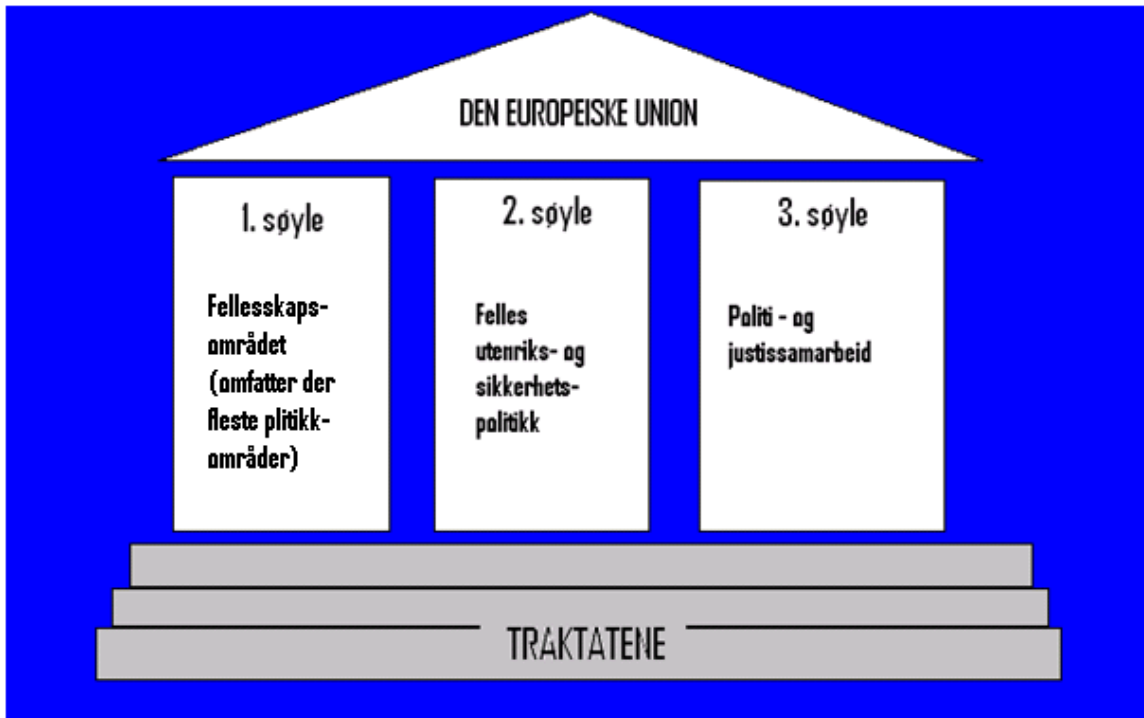 DEN EUROPEISKE UNION
1. søyle
Fellesskaps-
området
(omfatter der
fleste plitikk-
områder)
2. søyle
Felles
utenriks- og
sikkerhets-
politikk
3. søyle
Politi - og
justissamarbeid
TRAKTATENE